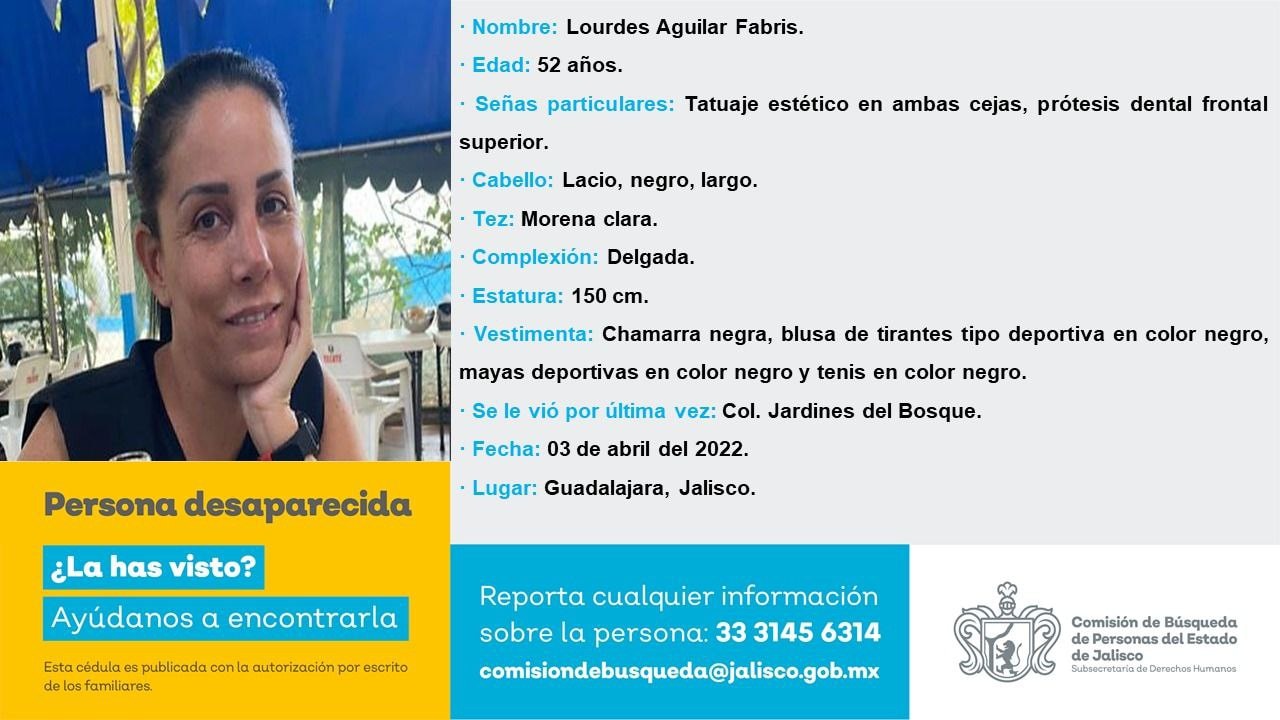 · Nombre: Lourdes Aguilar Fabris.
· Edad: 52 años.
· Señas particulares: Tatuaje estético en ambas cejas, prótesis dental frontal
superior.
· Cabello: Lacio, negro, largo.
· Tez: Morena clara.
· Complexión: Delgada.
· Estatura: 150 cm.
· Vestimenta: Chamarra negra, blusa de tirantes tipo deportiva en color negro,
mayas deportivas en color negro y tenis en color negro.
· Se le vió por última vez: Col. Jardines del Bosque.
· Fecha: 03 de abril del 2022.
· Lugar: Guadalajara, Jalisco.
TECATE
Persona desaparecida
¿La has visto?
Ayúdanos a encontrarla
Esta cédula es publicada con la autorización por escrito
de los familiares.
Reporta cualquier información
sobre la persona: 33 3145 6314
comisiondebusqueda@jalisco.gob.mx
Comisión de Búsqueda
de Personas del Estado
de Jalisco
Subsecretaría de Derechos Humanos